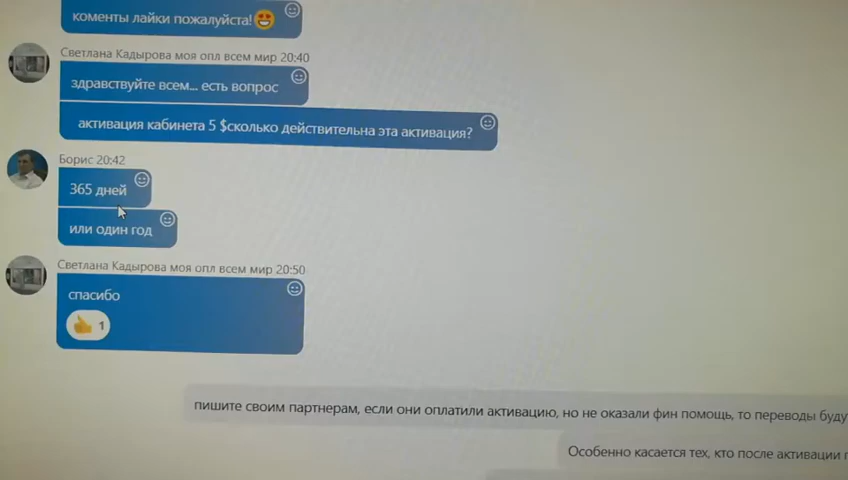 коменты лайки пожалуйста!🤩
Светлана Кадырова моя опл всем мир 20:40
здравствуйте всем... есть вопрос
активация кабинета 5 $сколько действительна эта активация?
Борис 20:42
365 дней
или один год
Светлана Кадырова моя опл всем мир 20:50
спасибо
👍 1
пишите своим партнерам, если они оплатили активацию, но не оказали фин помощь, то переводы буду
Особенно касается тех, кто после активации